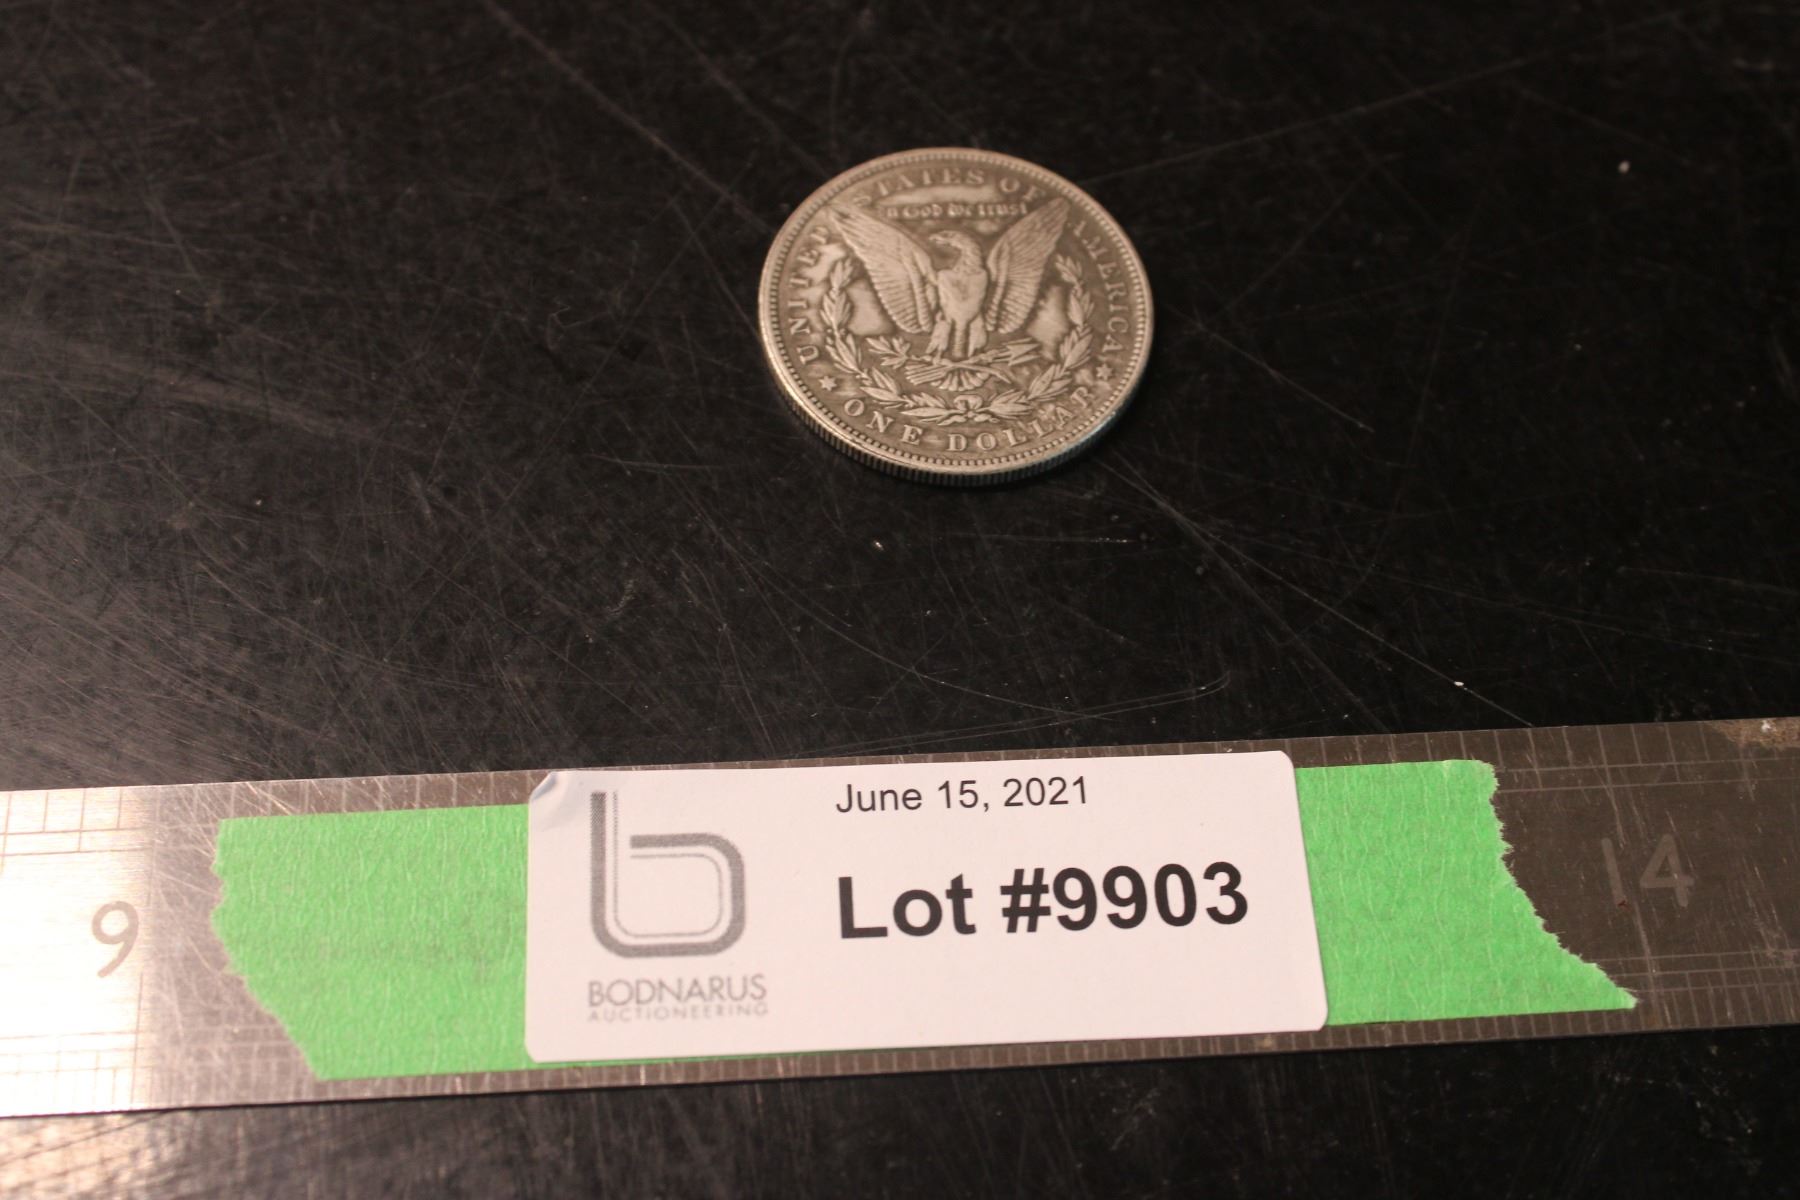 UNITED STATES OF AMERICA
In God We Trust
ONE DOLLAR
June 15, 2021
Lot #9903
BODNARUS
AUCTIONEERING
9
14